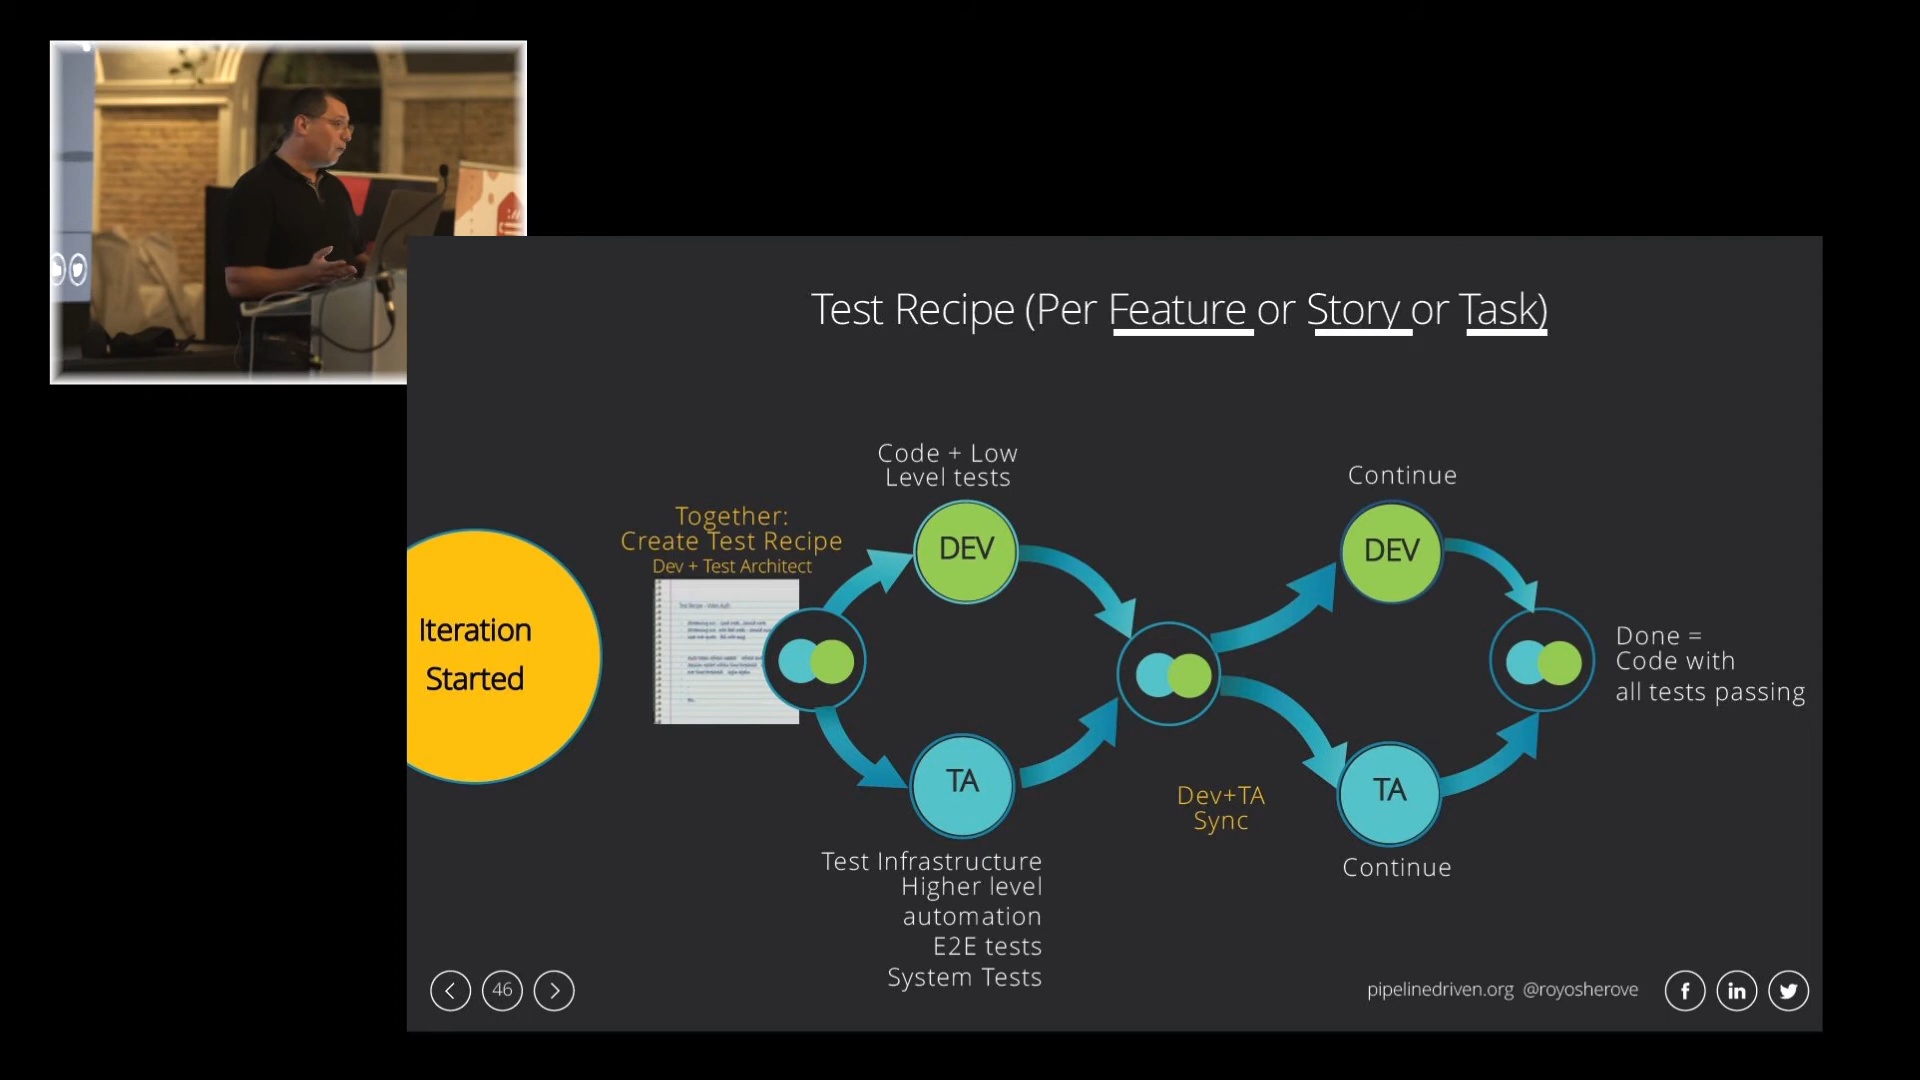 Test Recipe (Per Feature or Story or Task)
Code + Low
Level tests
Continue
Together:
Create Test Recipe
Dev + Test Architect
DEV
DEV
Iteration
Started
Done =
Code with
all tests passing
TA
TA
Dev+TA
Sync
Test Infrastructure
Higher level
automation
E2E tests
System Tests
Continue
46
pipelinedriven.org @royosherove
f
in